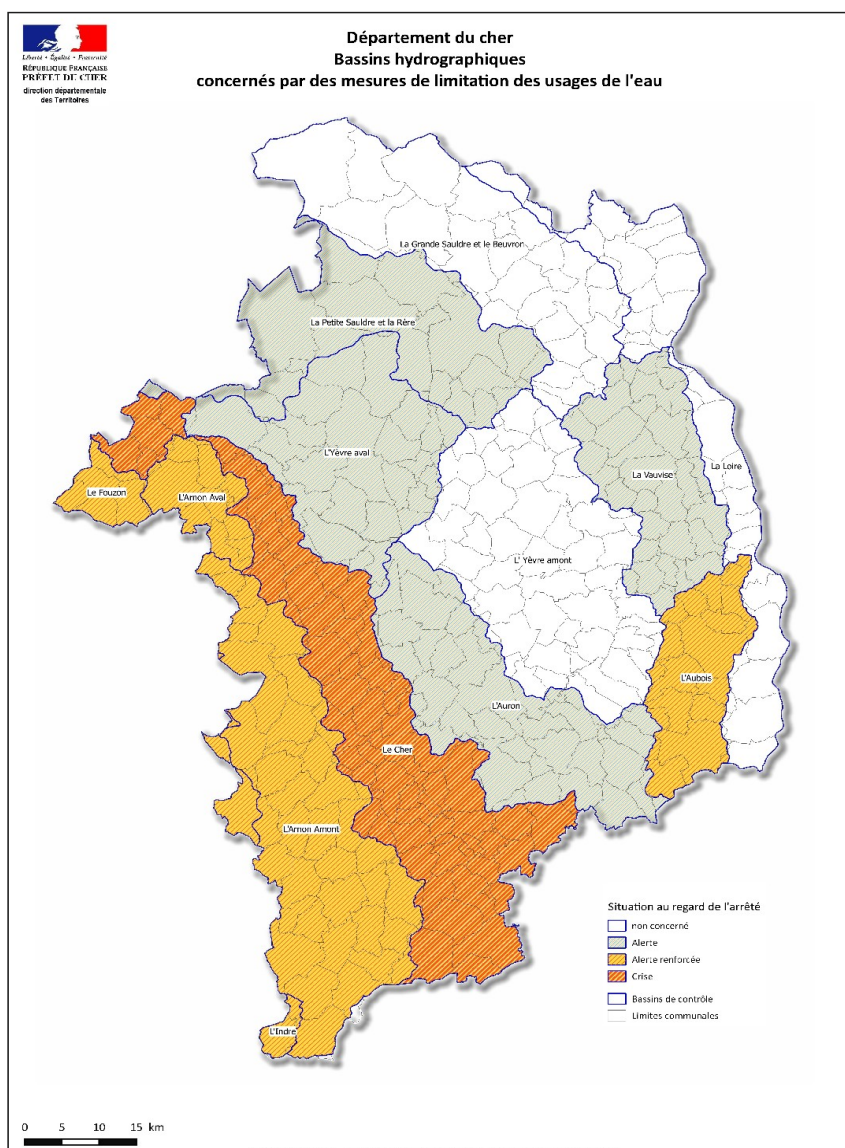 Liberté • Égalité • Fraternité
RÉPUBLIQUE FRANÇAISE
PRÉFET DU CHER
direction départementale
des Territoires
Département du cher
Bassins hydrographiques
concernés par des mesures de limitation des usages de l'eau
La Grande Sauldre et le Beuvron
La Petite Sauldre et la Rère
L'Yèvre aval
La Vauvise
La Loire
Le Fouzon
L'Arnon Aval
L' Yèvre amont
L'Aubois
L'Auron
Le Cher
L'Arnon Amont
L'Indre
Situation au regard de l'arrêté
non concerné
Alerte
Alerte renforcée
Crise
Bassins de contrôle
Limites communales
0 5 10 15 km